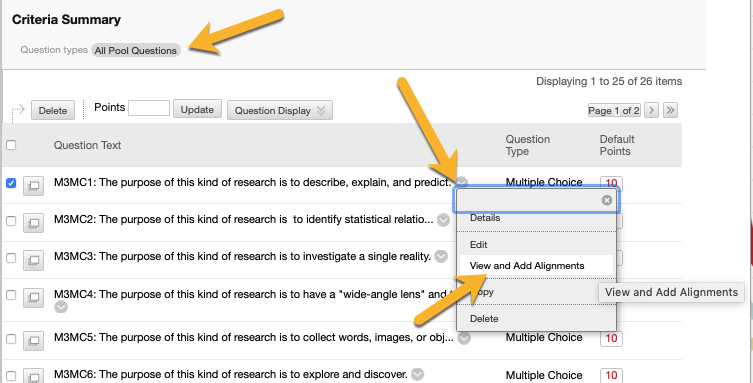 Criteria Summary
Question types All Pool Questions
Displaying 1 to 25 of 26 items
Delete Points Update Question Display Page 1 of 2 > >>
Question Text Question Type Default Points
M3MC1: The purpose of this kind of research is to describe, explain, and predict. Multiple Choice 10
Details
M3MC2: The purpose of this kind of research is to identify statistical relatio...
Edit
M3MC3: The purpose of this kind of research is to investigate a single reality.
View and Add Alignments
M3MC4: The purpose of this kind of research is to have a "wide-angle lens" and
View and Add Alignments
Delete
M3MC5: The purpose of this kind of research is to collect words, images, or obj... Multiple Choice 10
M3MC6: The purpose of this kind of research is to explore and discover. Multiple Choice 10